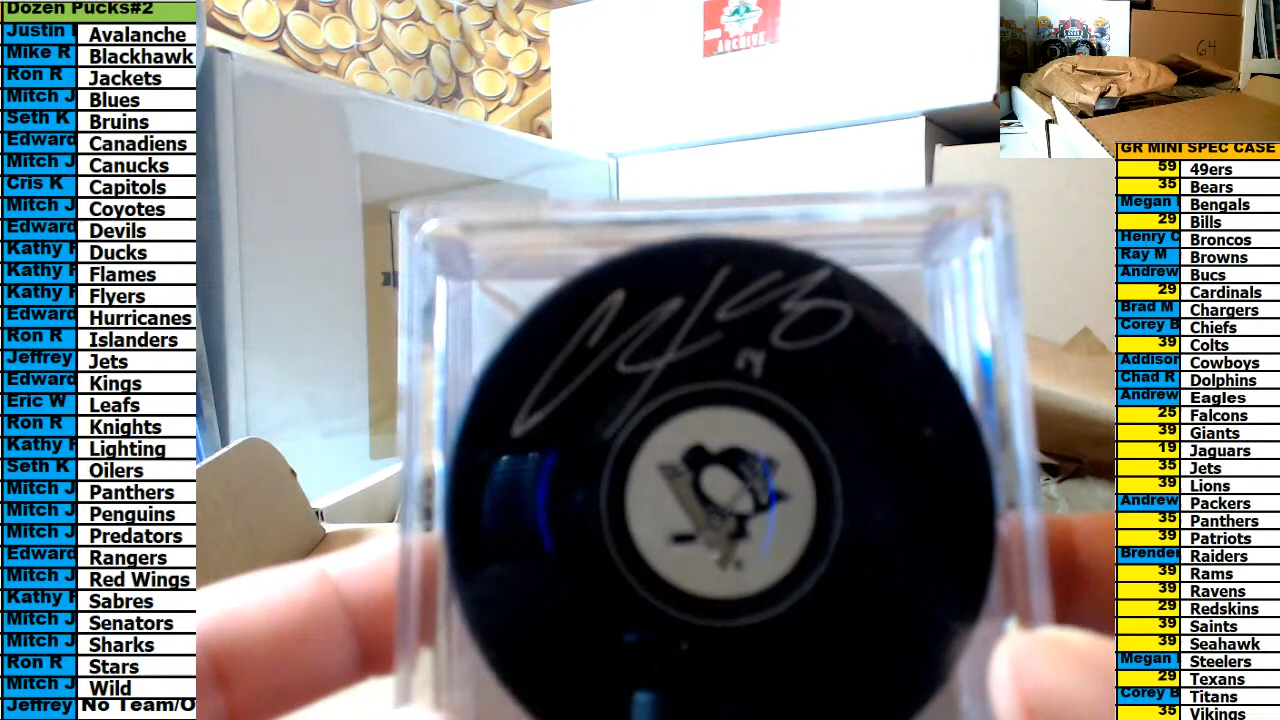 Dozen Pucks#2
Justin Avalanche
Mike R Blackhawk
Ron R Jackets
Mitch J Blues
Seth K Bruins
Edward Canadiens
Mitch J Canucks
Cris K Capitols
Mitch J Coyotes
Edward Devils
Kathy Ducks
Kathy Flames
Kathy Flyers
Edward Hurricanes
Ron R Islanders
Jeffrey Jets
Edward Kings
Eric W Leafs
Ron R Knights
Kathy Lighting
Seth K Oilers
Mitch J Panthers
Mitch J Penguins
Mitch J Predators
Edward Rangers
Mitch J Red Wings
Kathy Sabres
Mitch J Senators
Mitch J Sharks
Ron R Stars
Mitch J Wild
Jeffrey No Team/O
ARCHIVE
19
64
GR MINI SPEC CASE
59 49ers
35 Bears
Megan Bengals
29 Bills
Henry C Broncos
Ray M Browns
Andrew Bucs
29 Cardinals
Brad M Chargers
Corey B Chiefs
39 Colts
Addison Cowboys
Chad R Dolphins
Andrew Eagles
25 Falcons
39 Giants
19 Jaguars
35 Jets
39 Lions
Andrew Packers
35 Panthers
39 Patriots
Brender Raiders
39 Rams
39 Ravens
29 Redskins
39 Saints
39 Seahawk
Megan Steelers
29 Texans
Corey B Titans
35 Vikings